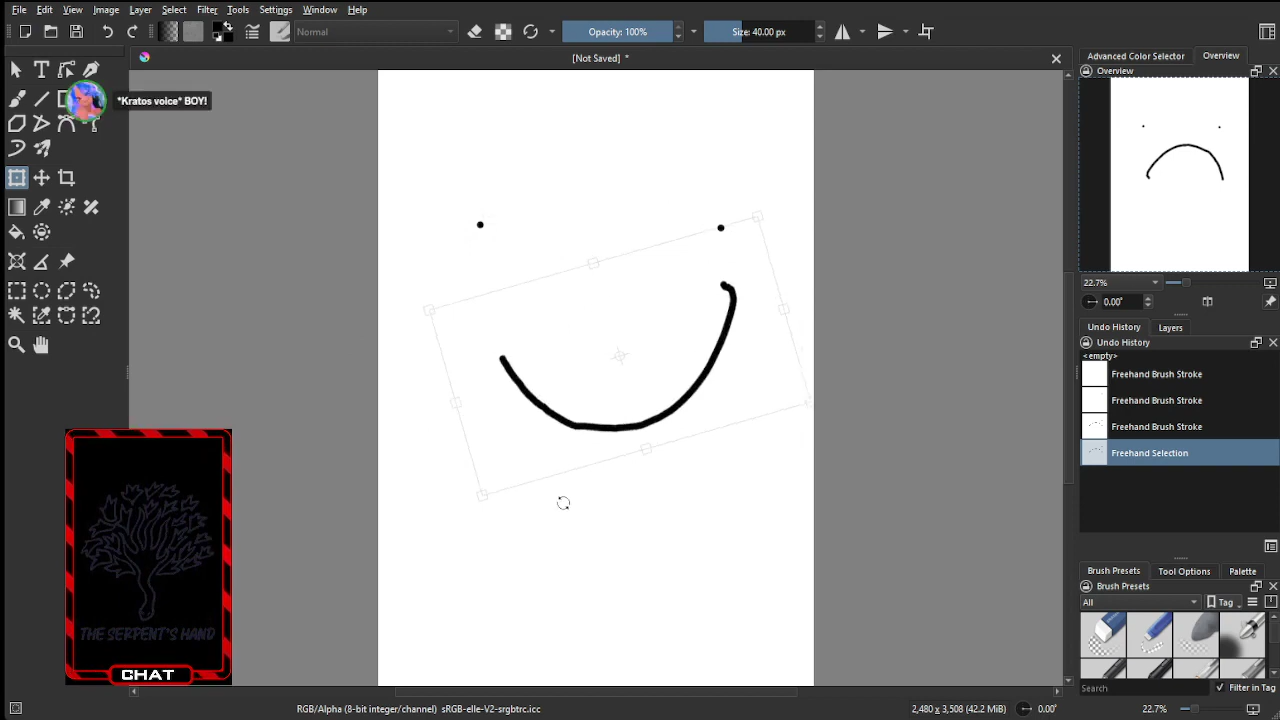 File Edit View Image Layer Select Filter Tools Settings Window Help
Normal
Opacity: 100%
Size: 40.00 px
[Not Saved] *
*Kratos voice* BOY!
Advanced Color Selector
Overview
Overview
22.7%
0.00°
Undo History
Layers
Undo History
<empty>
Freehand Brush Stroke
Freehand Brush Stroke
Freehand Brush Stroke
Freehand Selection
THE SERPENT'S HAND
CHAT
Brush Presets
Tool Options
Palette
Brush Presets
All
Tag
Search
Filter in Tag
RGB/Alpha (8-bit integer/channel) sRGB-elle-V2-srgbtrc.icc
2,480 x 3,508 (42.2 MiB)
0.00°
22.7%